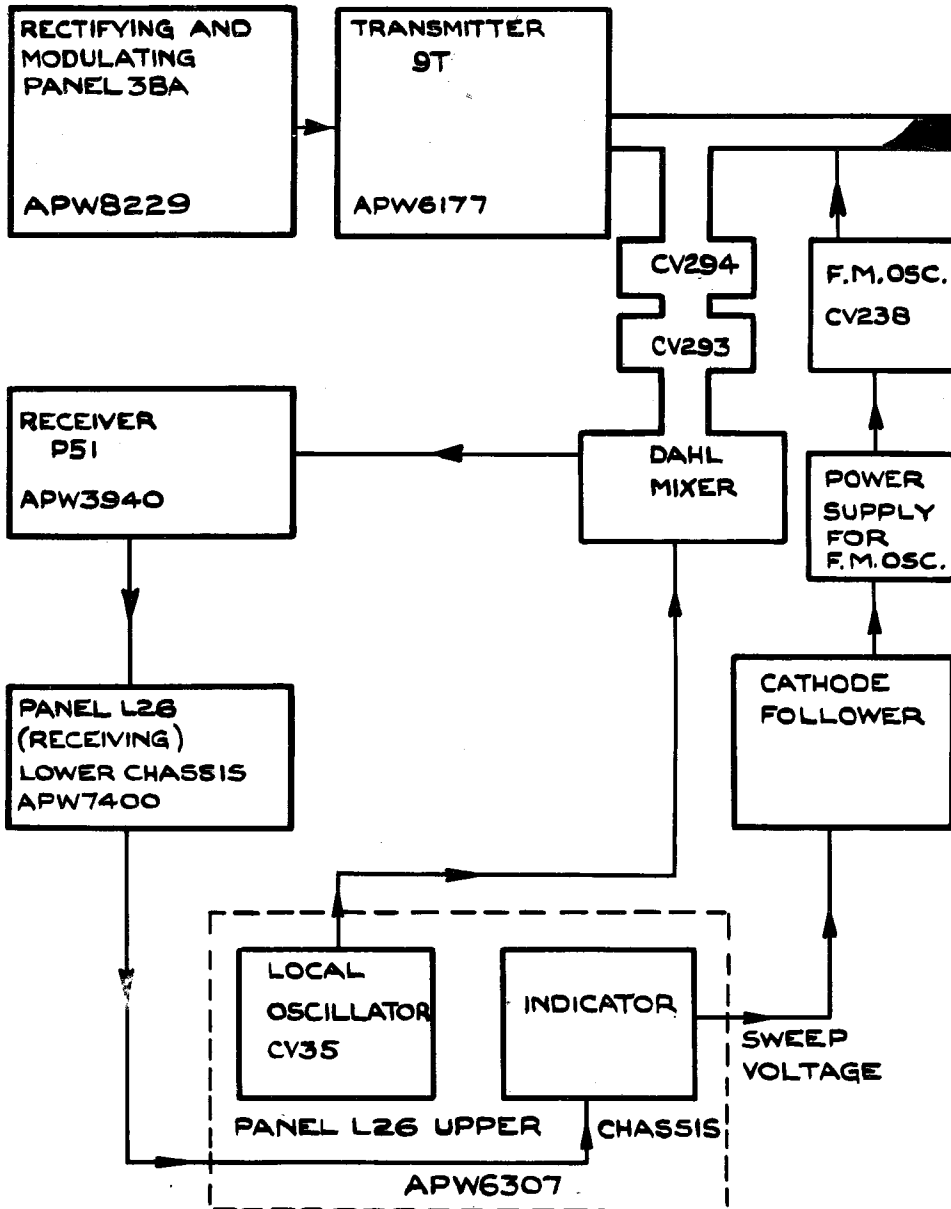 RECTIFYING AND
MODULATING
PANEL 3BA
APW8229
TRANSMITTER
9T
APW6177
CV294
CV293
F.M. OSC.
CV238
RECEIVER
P51
APW3940
DAHL
MIXER
POWER
SUPPLY
FOR
F.M. OSC.
PANEL L26
(RECEIVING)
LOWER CHASSIS
APW7400
CATHODE
FOLLOWER
LOCAL
OSCILLATOR
CV35
INDICATOR
SWEEP
VOLTAGE
PANEL L26 UPPER CHASSIS
APW6307